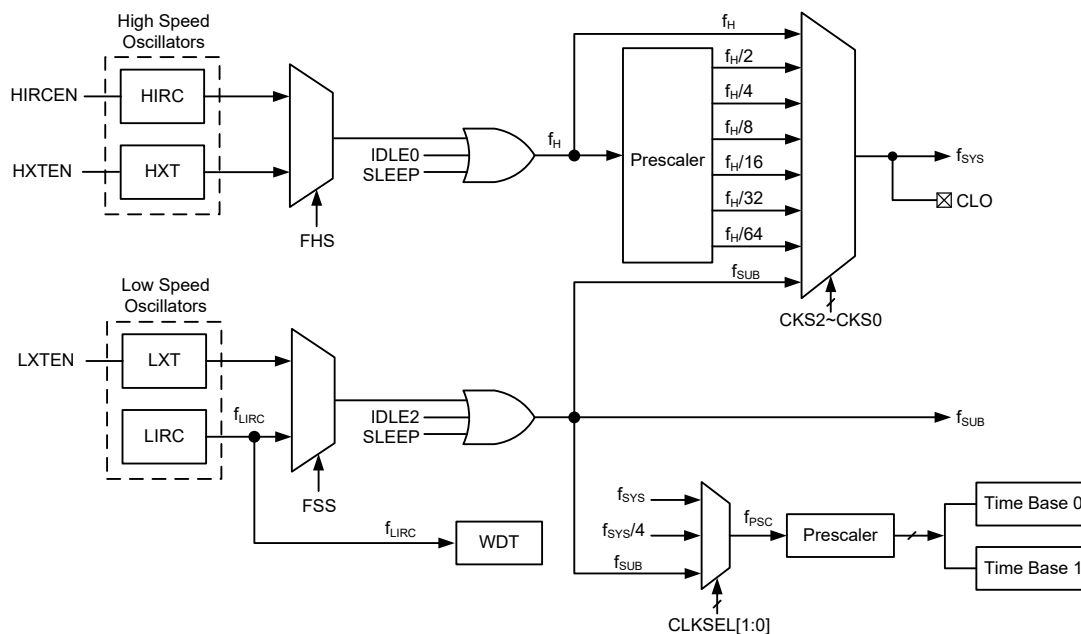 High Speed
Oscillators
HIRCEN
HIRC
HXTEN
HXT
FHS
IDLE0
SLEEP
fH
fH
Prescaler
fH/2
fH/4
fH/8
fH/16
fH/32
fH/64
fSUB
CKS2~CKS0
fSYS
CLO
Low Speed
Oscillators
LXTEN
LXT
LIRC
fLIRC
FSS
IDLE2
SLEEP
fSUB
fLIRC
WDT
fSYS
fSYS/4
fSUB
CLKSEL[1:0]
fPSC
Prescaler
Time Base 0
Time Base 1